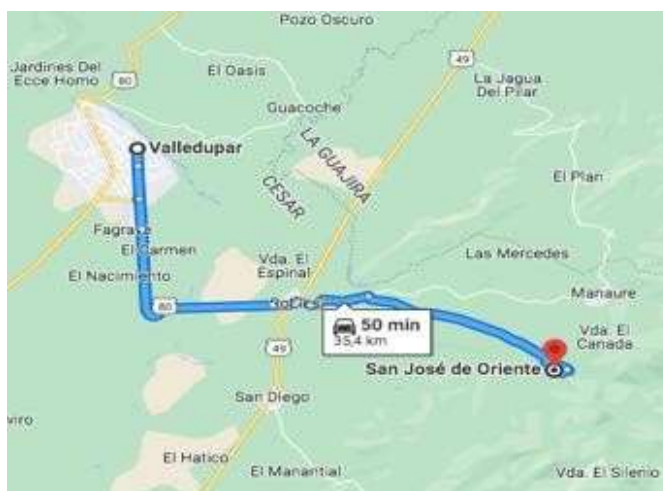 Pozo Oscuro
49
Jardines Del
Ecce Homo
80
El Oasis
La Jagua
Del Pilar
Guacoche
Valledupar
LA GUAJIRA
CESAR
El Plan
El Carmen
Vda. El
Espinal
Las Mercedes
El Nacimiento
80
Manaure
50 min
35,4 km
Vda. El
Canada
49
San José de Oriente
San Diego
viro
El Hatico
El Manantial
Vda. El Silenio